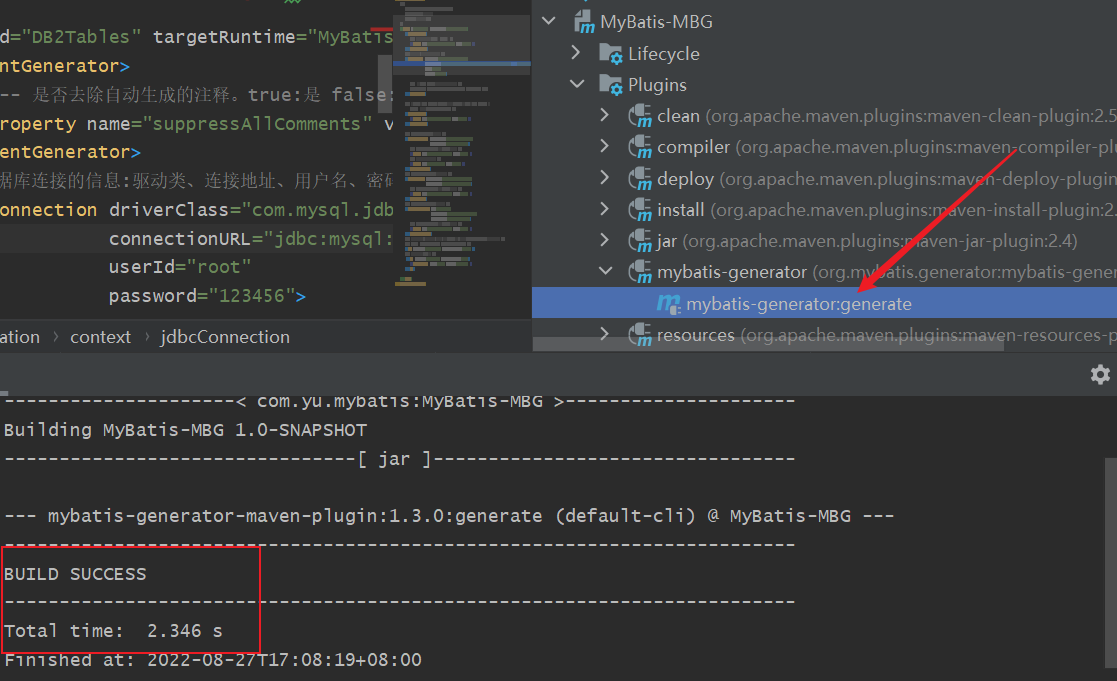 d="DB2Tables" targetRuntime="MyBatis
entGenerator>
-- 是否去除自动生成的注释。true:是 false:
roperty name="suppressAllComments" v
entGenerator>
据库连接的信息:驱动类、连接地址、用户名、密码
onnection driverClass="com.mysql.jdb
connectionURL="jdbc:mysql:
userId="root"
password="123456">
ation › context › jdbcConnection
MyBatis-MBG
Lifecycle
Plugins
clean (org.apache.maven.plugins:maven-clean-plugin:2.5
compiler (org.apache.maven.plugins:maven-compiler-plu
deploy (org.apache.maven.plugins:maven-deploy-plugin
install (org.apache.maven.plugins:maven-install-plugin:2.
jar (org.apache.maven.plugins:maven-jar-plugin:2.4)
mybatis-generator (org.mybatis.generator:mybatis-gener
mybatis-generator:generate
resources (org.apache.maven.plugins:maven-resources-p
---------------------< com.yu.mybatis:MyBatis-MBG >---------------------
Building MyBatis-MBG 1.0-SNAPSHOT
--------------------------------[ jar ]---------------------------------
--- mybatis-generator-maven-plugin:1.3.0:generate (default-cli) @ MyBatis-MBG ---
------------------------------------------------------------------------
BUILD SUCCESS
------------------------------------------------------------------------
Total time:  2.346 s
Finished at: 2022-08-27T17:08:19+08:00